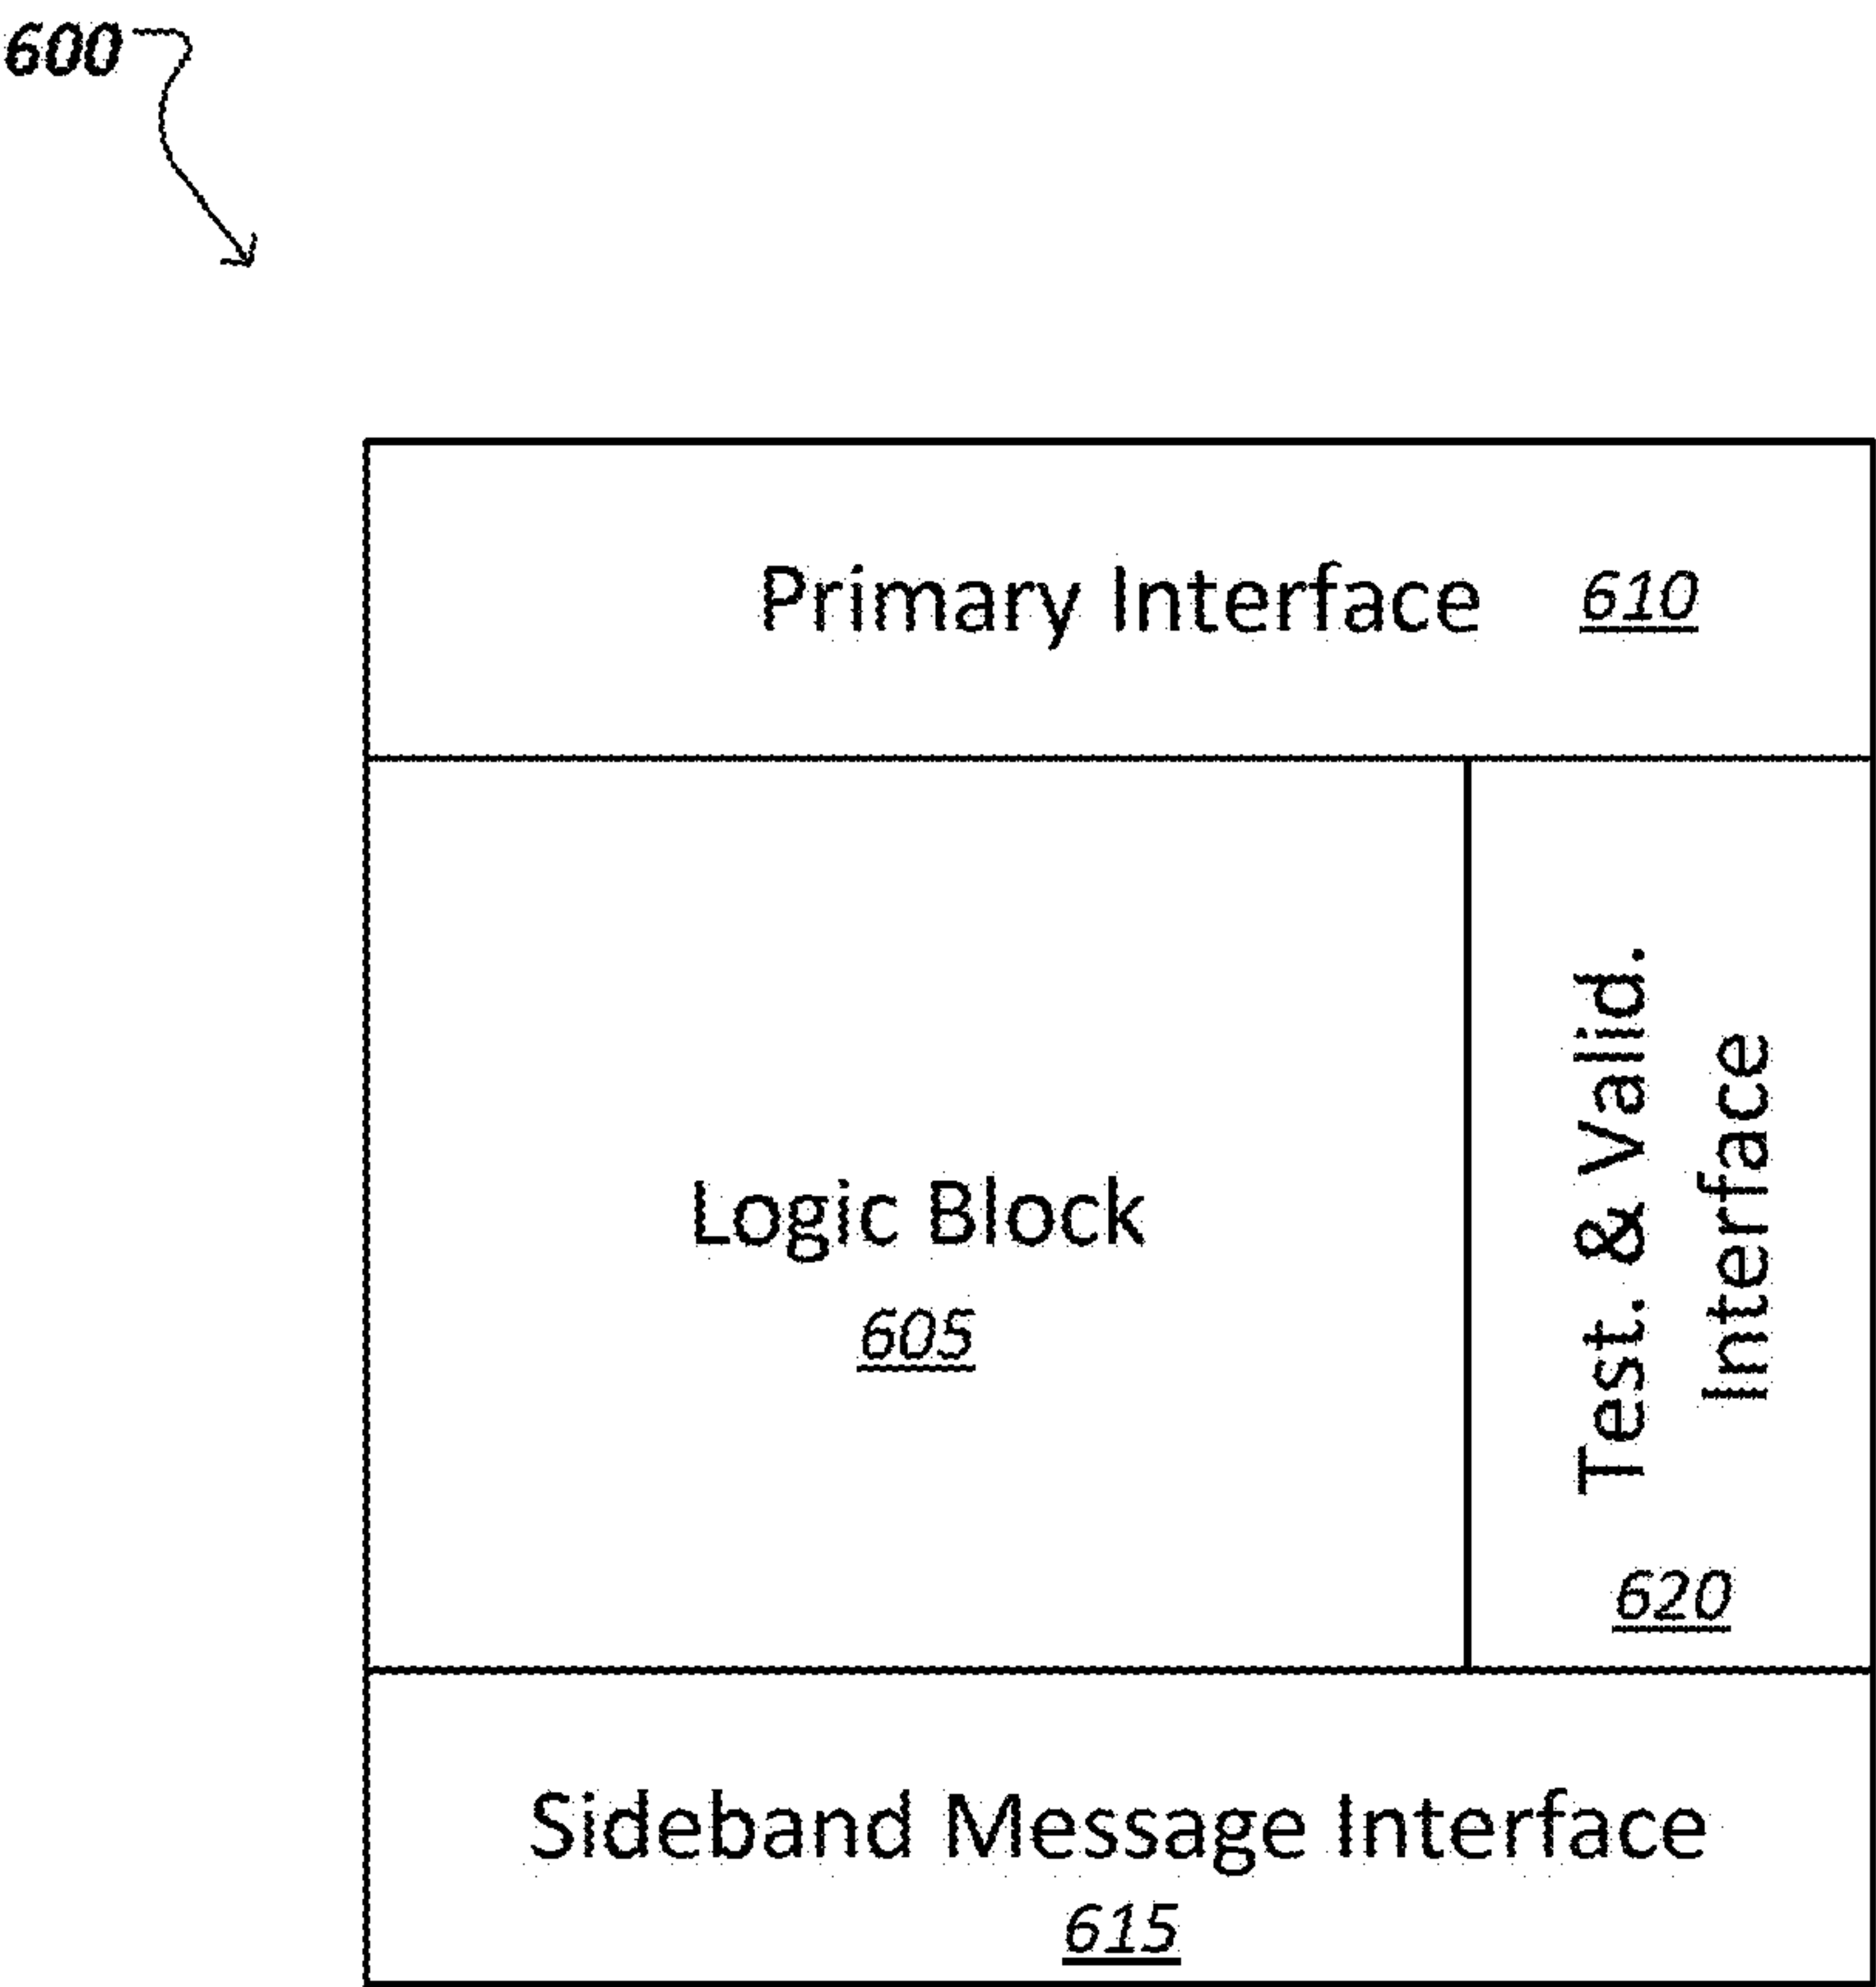 600
Primary Interface 610
Logic Block
605
Test. & Valid.
Interface
620
Sideband Message Interface
615